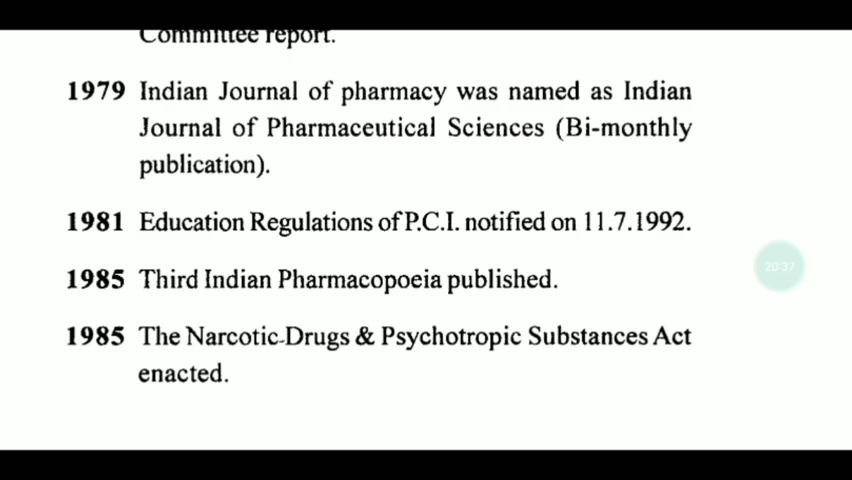 Committee report.
1979 Indian Journal of pharmacy was named as Indian
Journal of Pharmaceutical Sciences (Bi-monthly
publication).
1981 Education Regulations of P.C.I. notified on 11.7.1992.
1985 Third Indian Pharmacopoeia published.
20:37
1985 The Narcotic Drugs & Psychotropic Substances Act
enacted.